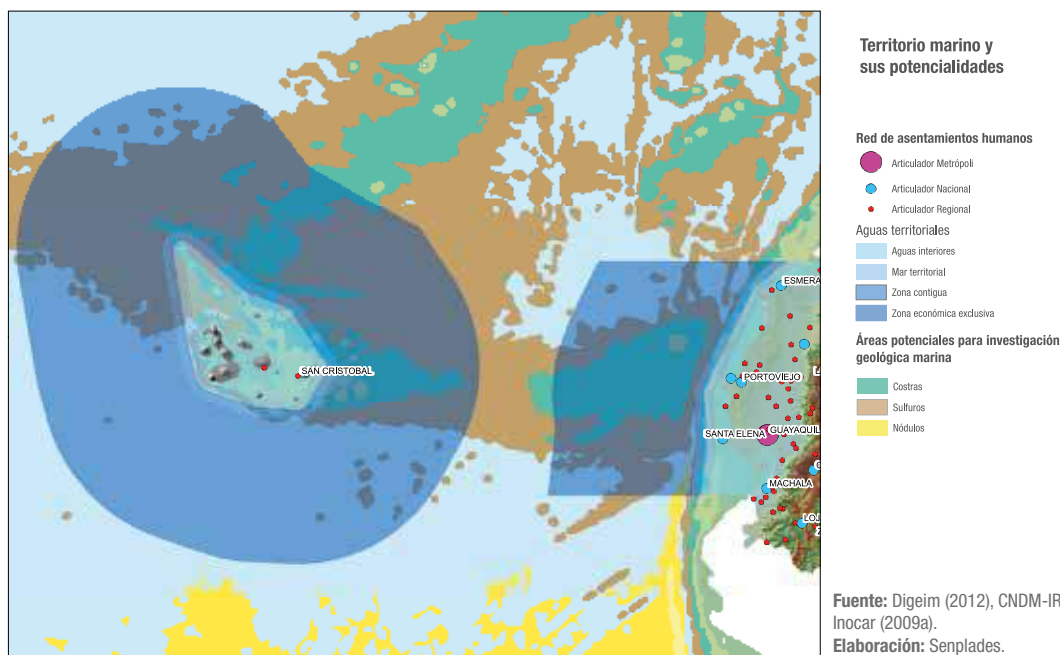 Territorio marino y
sus potencialidades
Red de asentamientos humanos
Articulador Metrópoli
Articulador Nacional
Articulador Regional
Aguas territoriales
Aguas interiores
Mar territorial
Zona contigua
Zona económica exclusiva
Áreas potenciales para investigación
geológica marina
Costras
Sulfuros
Nódulos
ESMERA
PORTOVIEJO
SAN CRISTOBAL
SANTA ELENA
GUAYAQUIL
MACHALA
LOJ
Fuente: Digeim (2012), CNDM-IR
Inocar (2009a).
Elaboración: Senplades.